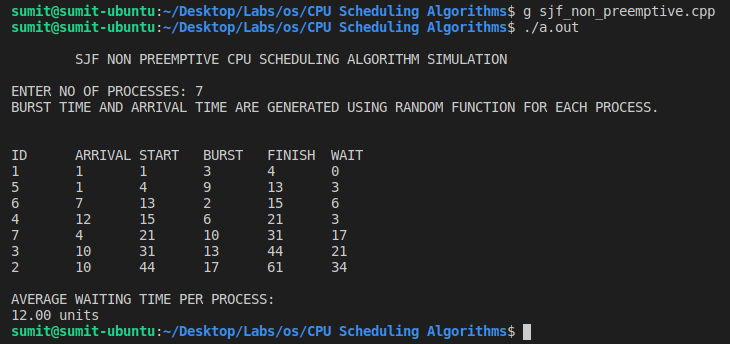 sumit@sumit-ubuntu:~/Desktop/Labs/os/CPU Scheduling Algorithms$ g sjf_non_preemptive.cpp
sumit@sumit-ubuntu:~/Desktop/Labs/os/CPU Scheduling Algorithms$ ./a.out
SJF NON PREEMPTIVE CPU SCHEDULING ALGORITHM SIMULATION
ENTER NO OF PROCESSES: 7
BURST TIME AND ARRIVAL TIME ARE GENERATED USING RANDOM FUNCTION FOR EACH PROCESS.
ID ARRIVAL START BURST FINISH WAIT
1 1 1 3 4 0
5 1 4 9 13 3
6 7 13 2 15 6
4 12 15 6 21 3
7 4 21 10 31 17
3 10 31 13 44 21
2 10 44 17 61 34
AVERAGE WAITING TIME PER PROCESS:
12.00 units
sumit@sumit-ubuntu:~/Desktop/Labs/os/CPU Scheduling Algorithms$